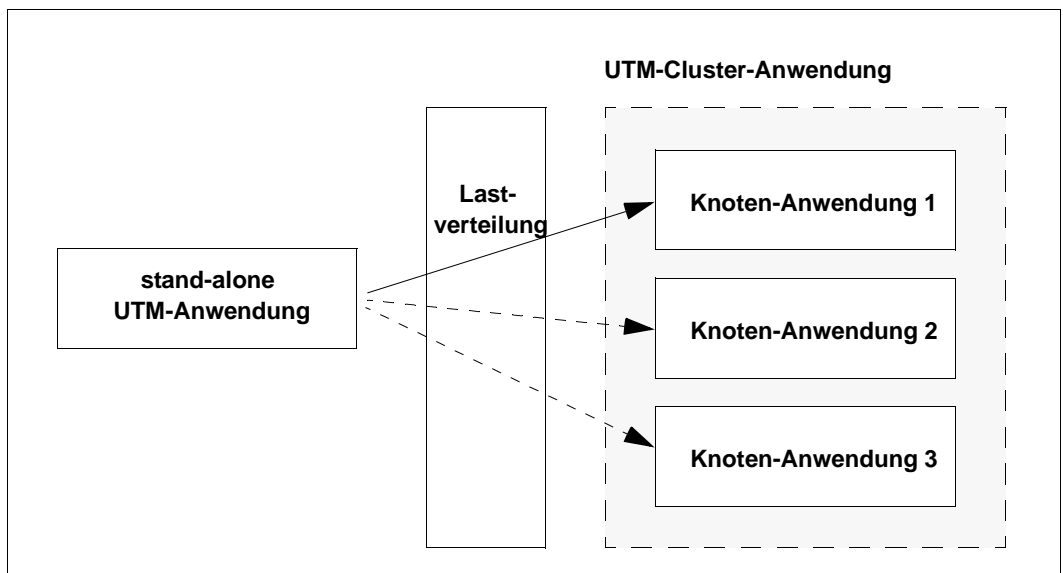 UTM-Cluster-Anwendung
Last-
verteilung
stand-alone
UTM-Anwendung
Knoten-Anwendung 1
Knoten-Anwendung 2
Knoten-Anwendung 3